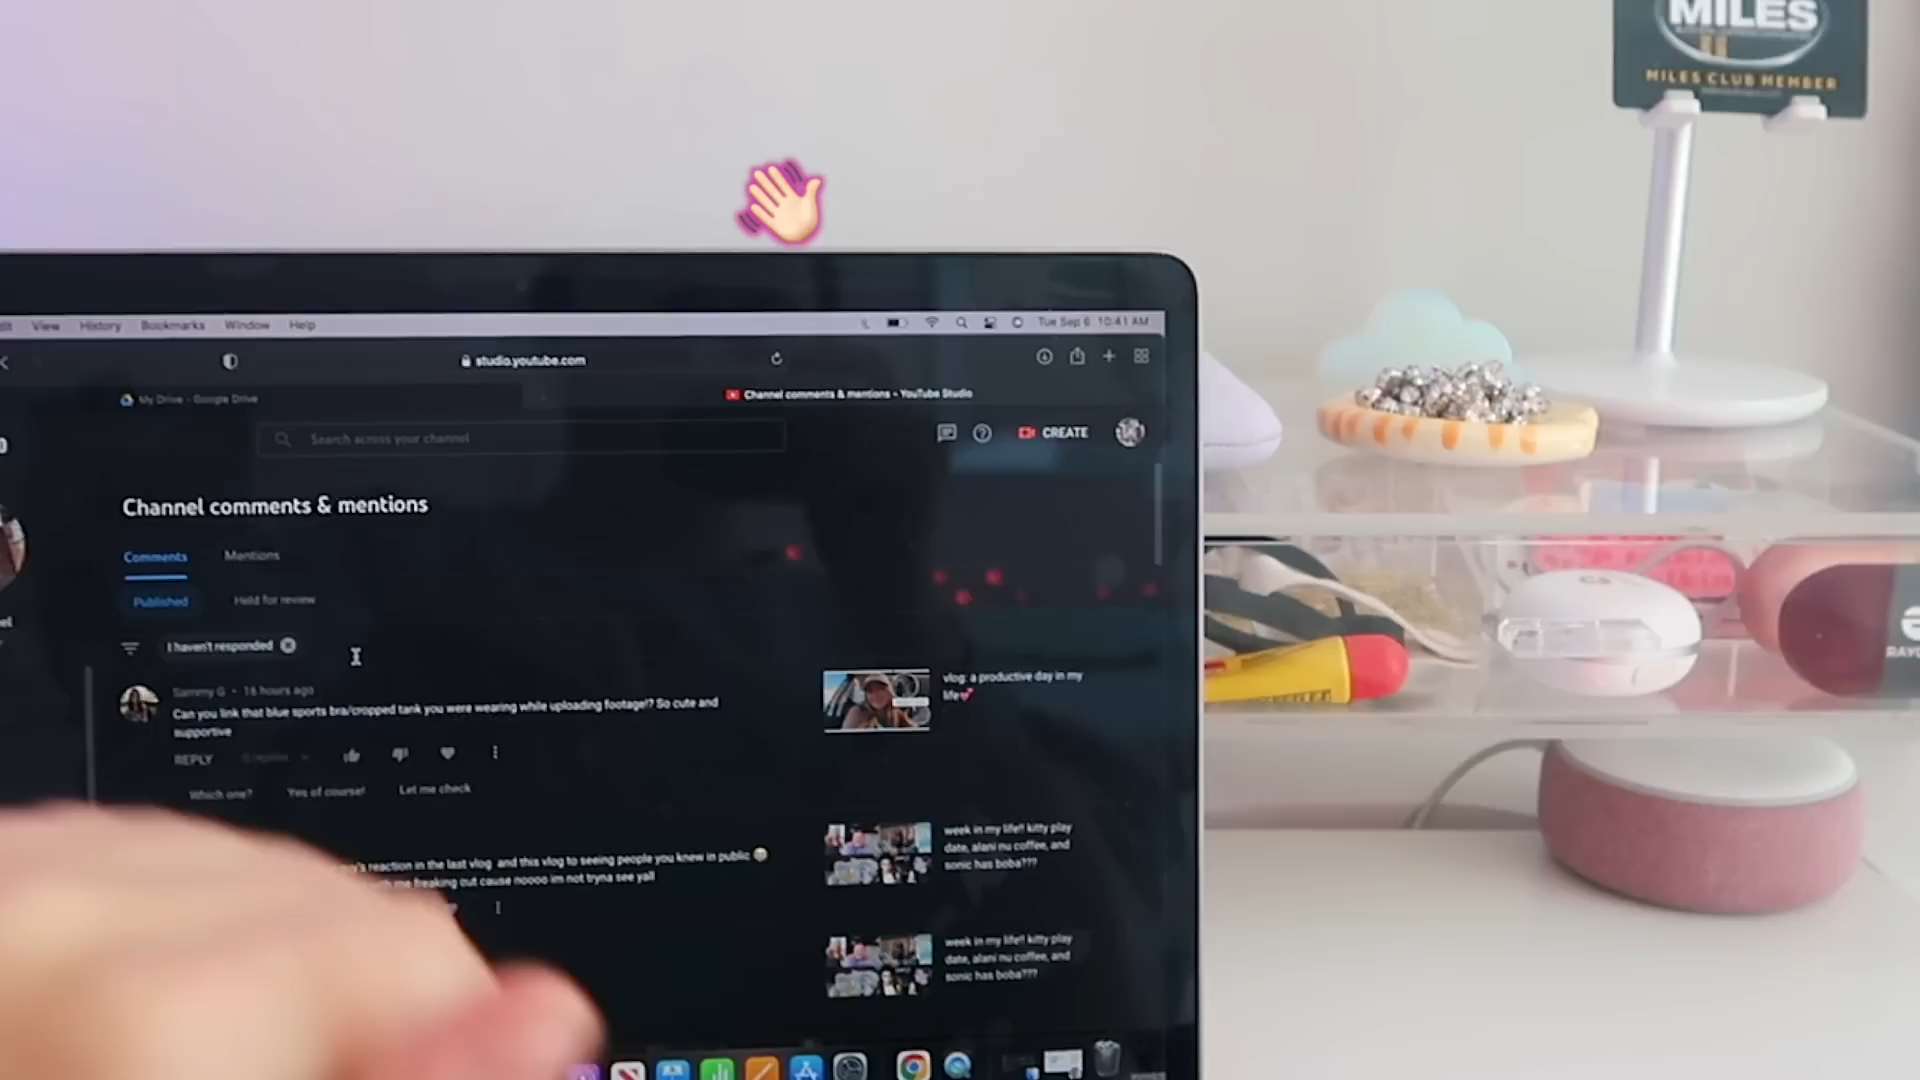 MILES
MILES CLUB MEMBER
View History Bookmarks Window Help
Tue Sep 6 10:41 AM
studio.youtube.com
My Drive - Google Drive
Channel comments & mentions - YouTube Studio
Search across your channel
CREATE
Channel comments & mentions
Comments Mentions
Published Held for review
I haven't responded
Sammy G • 16 hours ago
Can you link that blue sports bra/cropped tank you were wearing while uploading footage!? So cute and
supportive
REPLY 0 replies
Which one? Yes of course! Let me check
vlog: a productive day in my
life💕
reaction in the last vlog and this vlog to seeing people you knew in public
me freaking out cause noooo im not tryna see yall
week in my life!! kitty play
date, alani nu coffee, and
sonic has boba???
week in my life!! kitty play
date, alani nu coffee, and
sonic has boba???